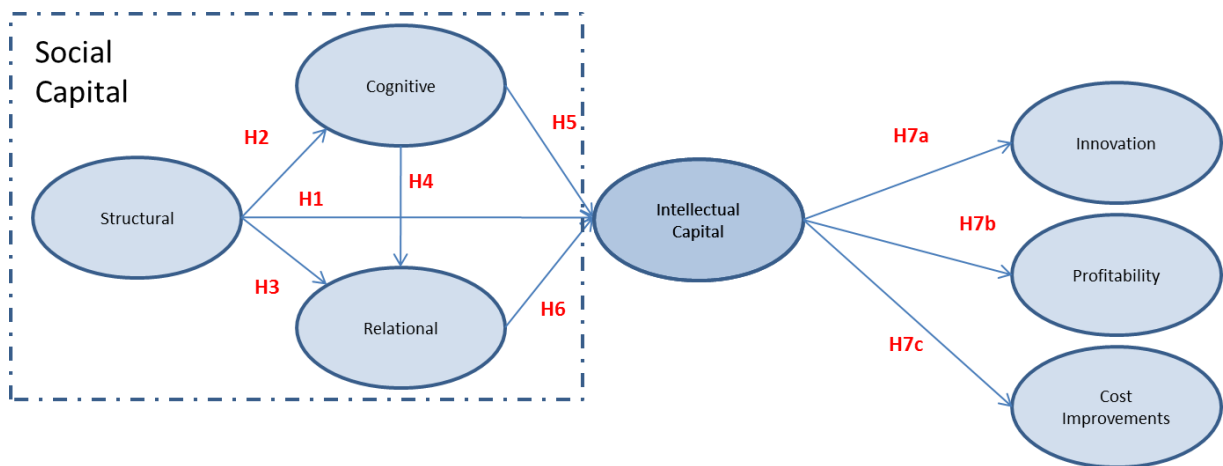 Social
Capital
Cognitive
H2
H5
H7a
Innovation
Structural
H1
H4
Intellectual
Capital
H7b
Profitability
H3
Relational
H6
H7c
Cost
Improvements